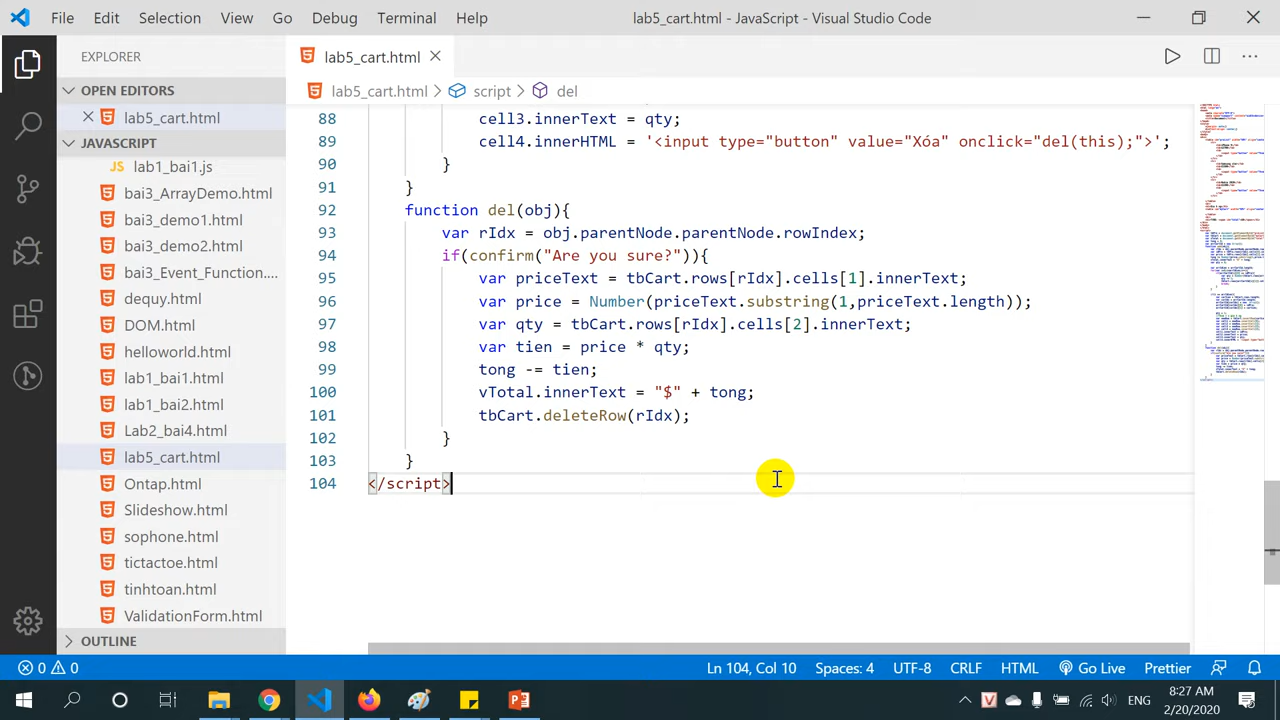 File Edit Selection View Go Debug Terminal Help
lab5_cart.html - JavaScript - Visual Studio Code
EXPLORER
OPEN EDITORS
lab5_cart.html
JAVASCRIPT
lab1_bai1.js
bai3_ArrayDemo.html
bai3_demo1.html
bai3_demo2.html
bai3_Event_Function....
dequy.html
DOM.html
helloworld.html
lab1_bai1.html
lab1_bai2.html
Lab2_bai4.html
lab5_cart.html
Ontap.html
Slideshow.html
sophone.html
tictactoe.html
tinhtoan.html
ValidationForm.html
OUTLINE
lab5_cart.html
lab5_cart.html > script > del
88 .innerText = qty;
89 .innerHTML = '<input type="button" value="Xóa" onclick="del(this);">';
90 }
91 }
92 function del(obj){
93 var rIdx = obj.parentNode.parentNode.rowIndex;
94 if(confirm("Are you sure?")){
95 var priceText = tbCart.rows[rIdx].cells[1].innerText;
96 var price = Number(priceText.substring(1,priceText.length));
97 var qty = tbCart.rows[rIdx].cells[2].innerText;
98 var tien = price * qty;
99 tong -= tien;
100 vTotal.innerText = "$" + tong;
101 tbCart.deleteRow(rIdx);
102 }
103 }
104 </script>
0 0
Ln 104, Col 10 Spaces: 4 UTF-8 CRLF HTML Go Live Prettier
ENG
8:27 AM
2/20/2020